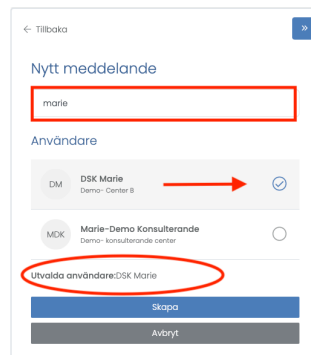 ← Tillbaka
»
Nytt meddelande
marie
Användare
DM
DSK Marie
Demo- Center B
MDK
Marie-Demo Konsulterande
Demo- konsulterande center
Utvalda användare:DSK Marie
Skapa
Avbryt